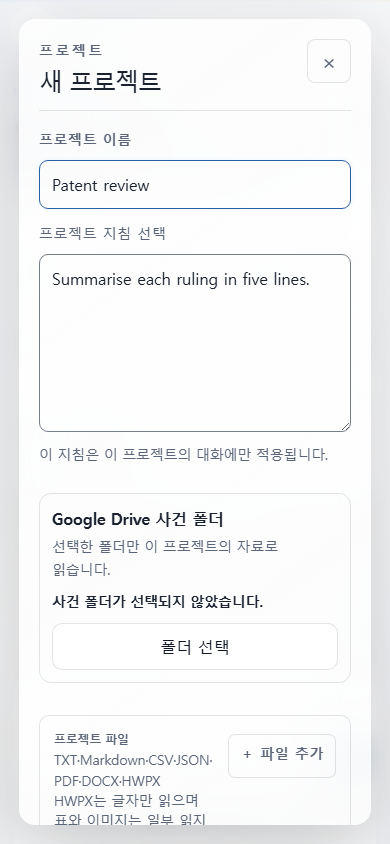 프로젝트
새 프로젝트
×
프로젝트 이름
Patent review
프로젝트 지침 선택
Summarise each ruling in five lines.
이 지침은 이 프로젝트의 대화에만 적용됩니다.
Google Drive 사건 폴더
선택한 폴더만 이 프로젝트의 자료로
읽습니다.
사건 폴더가 선택되지 않았습니다.
폴더 선택
프로젝트 파일
+ 파일 추가
TXT·Markdown·CSV·JSON·
PDF·DOCX·HWPX
HWPX는 글자만 읽으며
표와 이미지는 일부 읽지